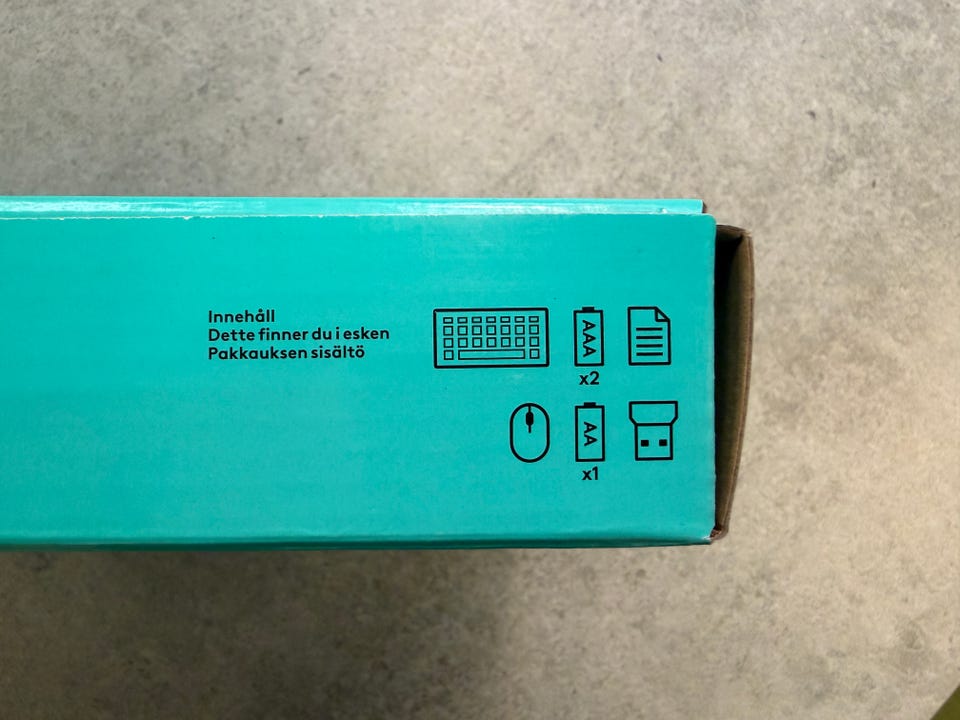 Innehåll
Dette finner du i esken
Pakkauksen sisältö
AAA
x2
AA
x1